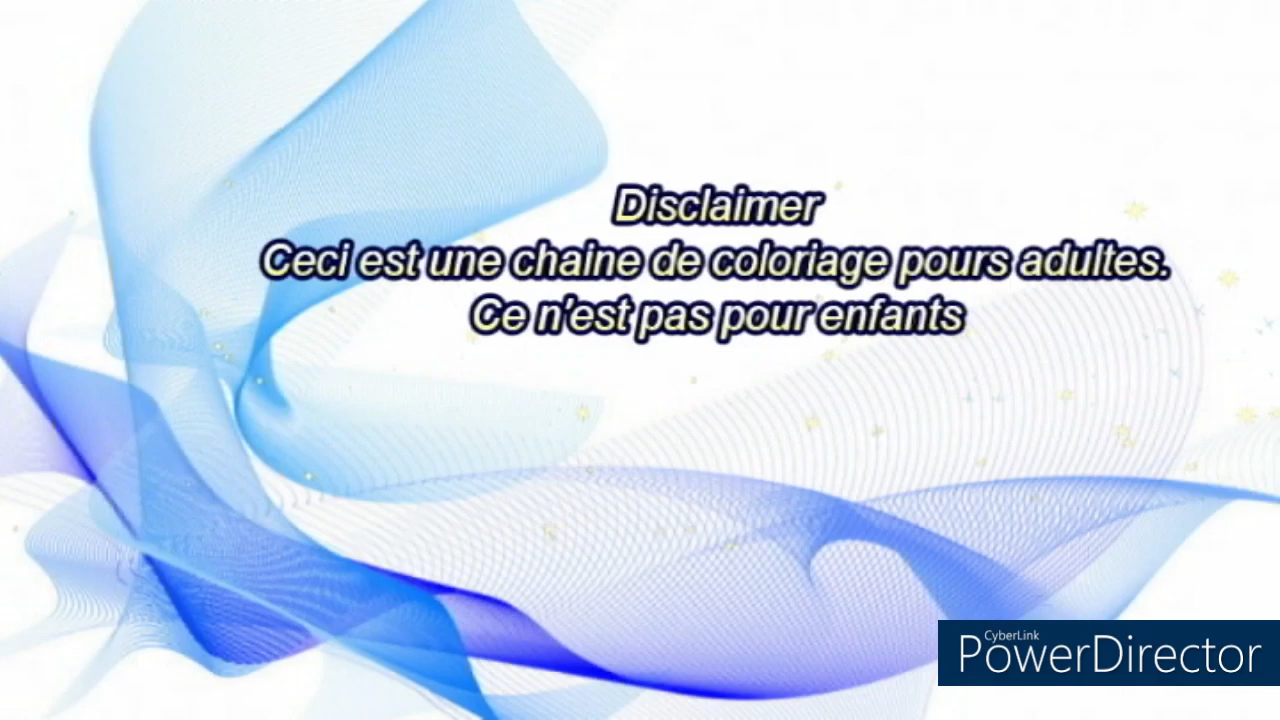 Disclaimer
Ceci est une chaine de coloriage pours adultes.
Ce n'est pas pour enfants
CyberLink
PowerDirector